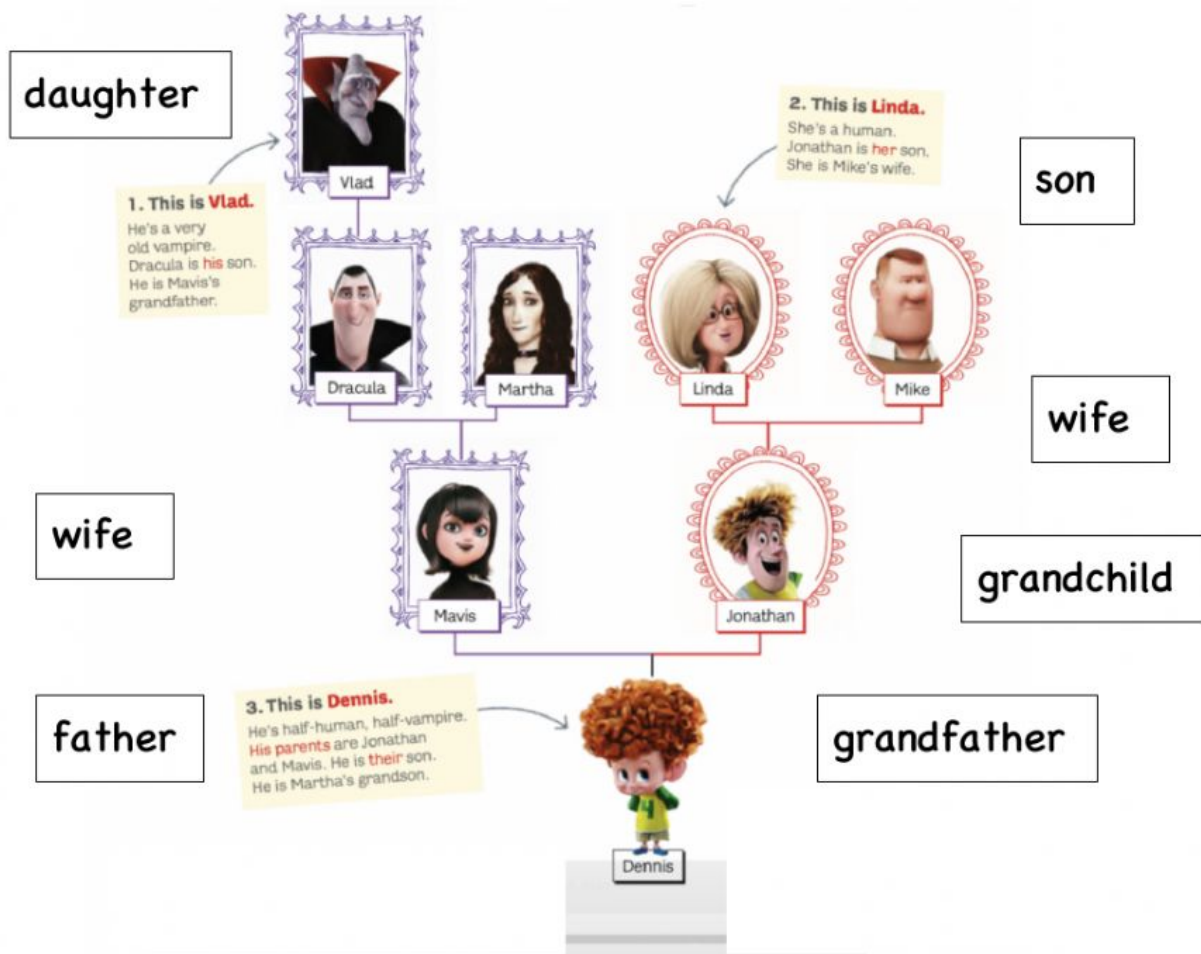 daughter
Vlad
1. This is Vlad.
He's a very
old vampire.
Dracula is his son.
He is Mavis's
grandfather.
2. This is Linda.
She's a human.
Jonathan is her son.
She is Mike's wife.
son
Dracula
Martha
Linda
Mike
wife
wife
Mavis
Jonathan
grandchild
father
3. This is Dennis.
He's half-human, half-vampire.
His parents are Jonathan
and Mavis. He is their son.
He is Martha's grandson.
grandfather
4
Dennis